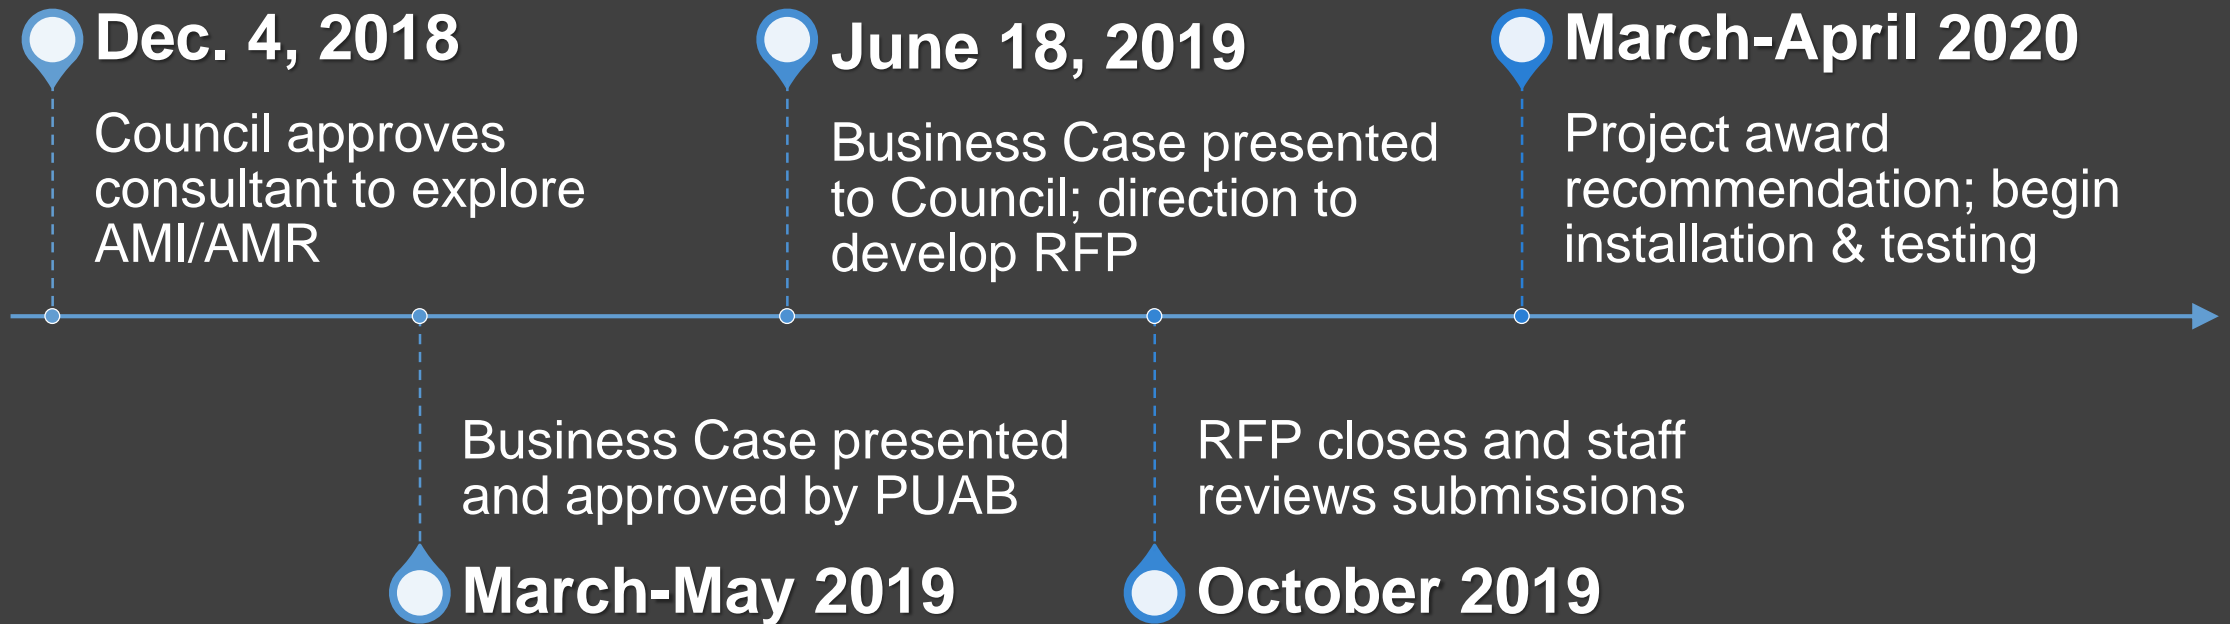 Dec. 4, 2018
Council approves
consultant to explore
AMI/AMR
March-May 2019
Business Case presented
and approved by PUAB
June 18, 2019
Business Case presented
to Council; direction to
develop RFP
October 2019
RFP closes and staff
reviews submissions
March-April 2020
Project award
recommendation; begin
installation & testing